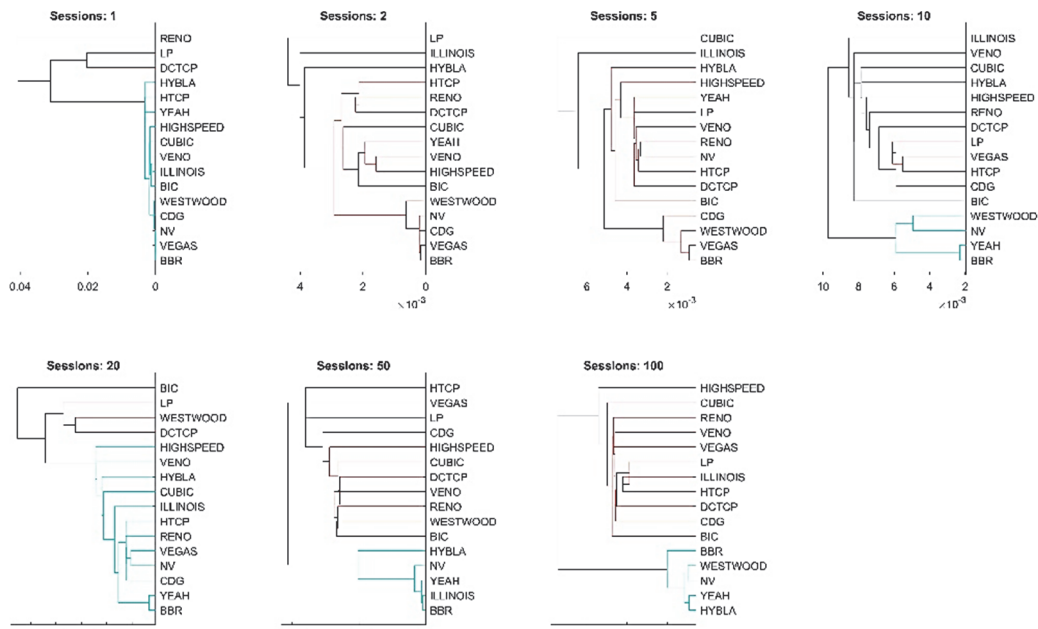 Sessions: 1
RENO
LP
DCTCP
HYBLA
HTCP
YEAH
HIGHSPEED
CUBIC
VENO
ILLINOIS
BIC
WESTWOOD
CDG
NV
VEGAS
BBR
0.04 0.02 0
Sessions: 2
LP
ILLINOIS
HYBLA
HTCP
RENO
DCTCP
CUBIC
YEAH
VENO
HIGHSPEED
BIC
WESTWOOD
NV
CDG
VEGAS
BBR
4 2 0
×10⁻³
Sessions: 5
CUBIC
ILLINOIS
HYBLA
HIGHSPEED
YEAH
LP
VENO
RENO
NV
HTCP
DCTCP
BIC
CDG
WESTWOOD
VEGAS
BBR
6 4 2
×10⁻³
Sessions: 10
ILLINOIS
VENO
CUBIC
HYBLA
HIGHSPEED
RENO
DCTCP
LP
VEGAS
HTCP
CDG
BIC
WESTWOOD
NV
YEAH
BBR
10 8 6 4 2
×10⁻³
Sessions: 20
BIC
LP
WESTWOOD
DCTCP
HIGHSPEED
VENO
HYBLA
CUBIC
ILLINOIS
HTCP
RENO
VEGAS
NV
CDG
YEAH
BBR
Sessions: 50
HTCP
VEGAS
LP
CDG
HIGHSPEED
CUBIC
DCTCP
VENO
RENO
WESTWOOD
BIC
HYBLA
NV
YEAH
ILLINOIS
BBR
Sessions: 100
HIGHSPEED
CUBIC
RENO
VENO
VEGAS
LP
ILLINOIS
HTCP
DCTCP
CDG
BIC
BBR
WESTWOOD
NV
YEAH
HYBLA